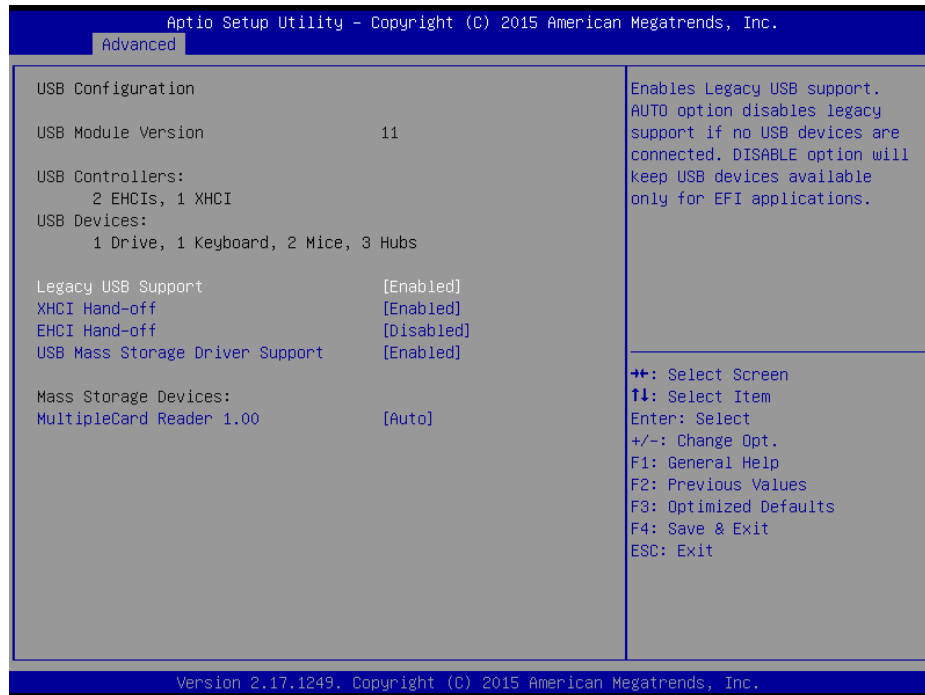 Aptio Setup Utility – Copyright (C) 2015 American Megatrends, Inc.
Advanced
USB Configuration
USB Module Version 11
USB Controllers:
2 EHCIs, 1 XHCI
USB Devices:
1 Drive, 1 Keyboard, 2 Mice, 3 Hubs
Legacy USB Support [Enabled]
XHCI Hand-off [Enabled]
EHCI Hand-off [Disabled]
USB Mass Storage Driver Support [Enabled]
Mass Storage Devices:
MultipleCard Reader 1.00 [Auto]
Enables Legacy USB support.
AUTO option disables legacy
support if no USB devices are
connected. DISABLE option will
keep USB devices available
only for EFI applications.
→←: Select Screen
↑↓: Select Item
Enter: Select
+/-: Change Opt.
F1: General Help
F2: Previous Values
F3: Optimized Defaults
F4: Save & Exit
ESC: Exit
Version 2.17.1249. Copyright (C) 2015 American Megatrends, Inc.